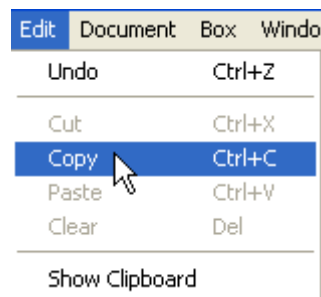 Edit Document Box Windo
Undo Ctrl+Z
Cut Ctrl+X
Copy Ctrl+C
Paste Ctrl+V
Clear Del
Show Clipboard